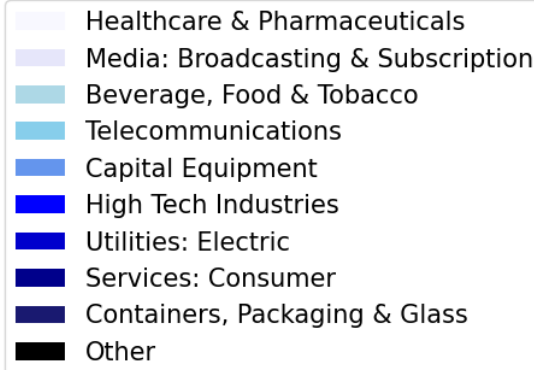 Healthcare & Pharmaceuticals
Media: Broadcasting & Subscription
Beverage, Food & Tobacco
Telecommunications
Capital Equipment
High Tech Industries
Utilities: Electric
Services: Consumer
Containers, Packaging & Glass
Other